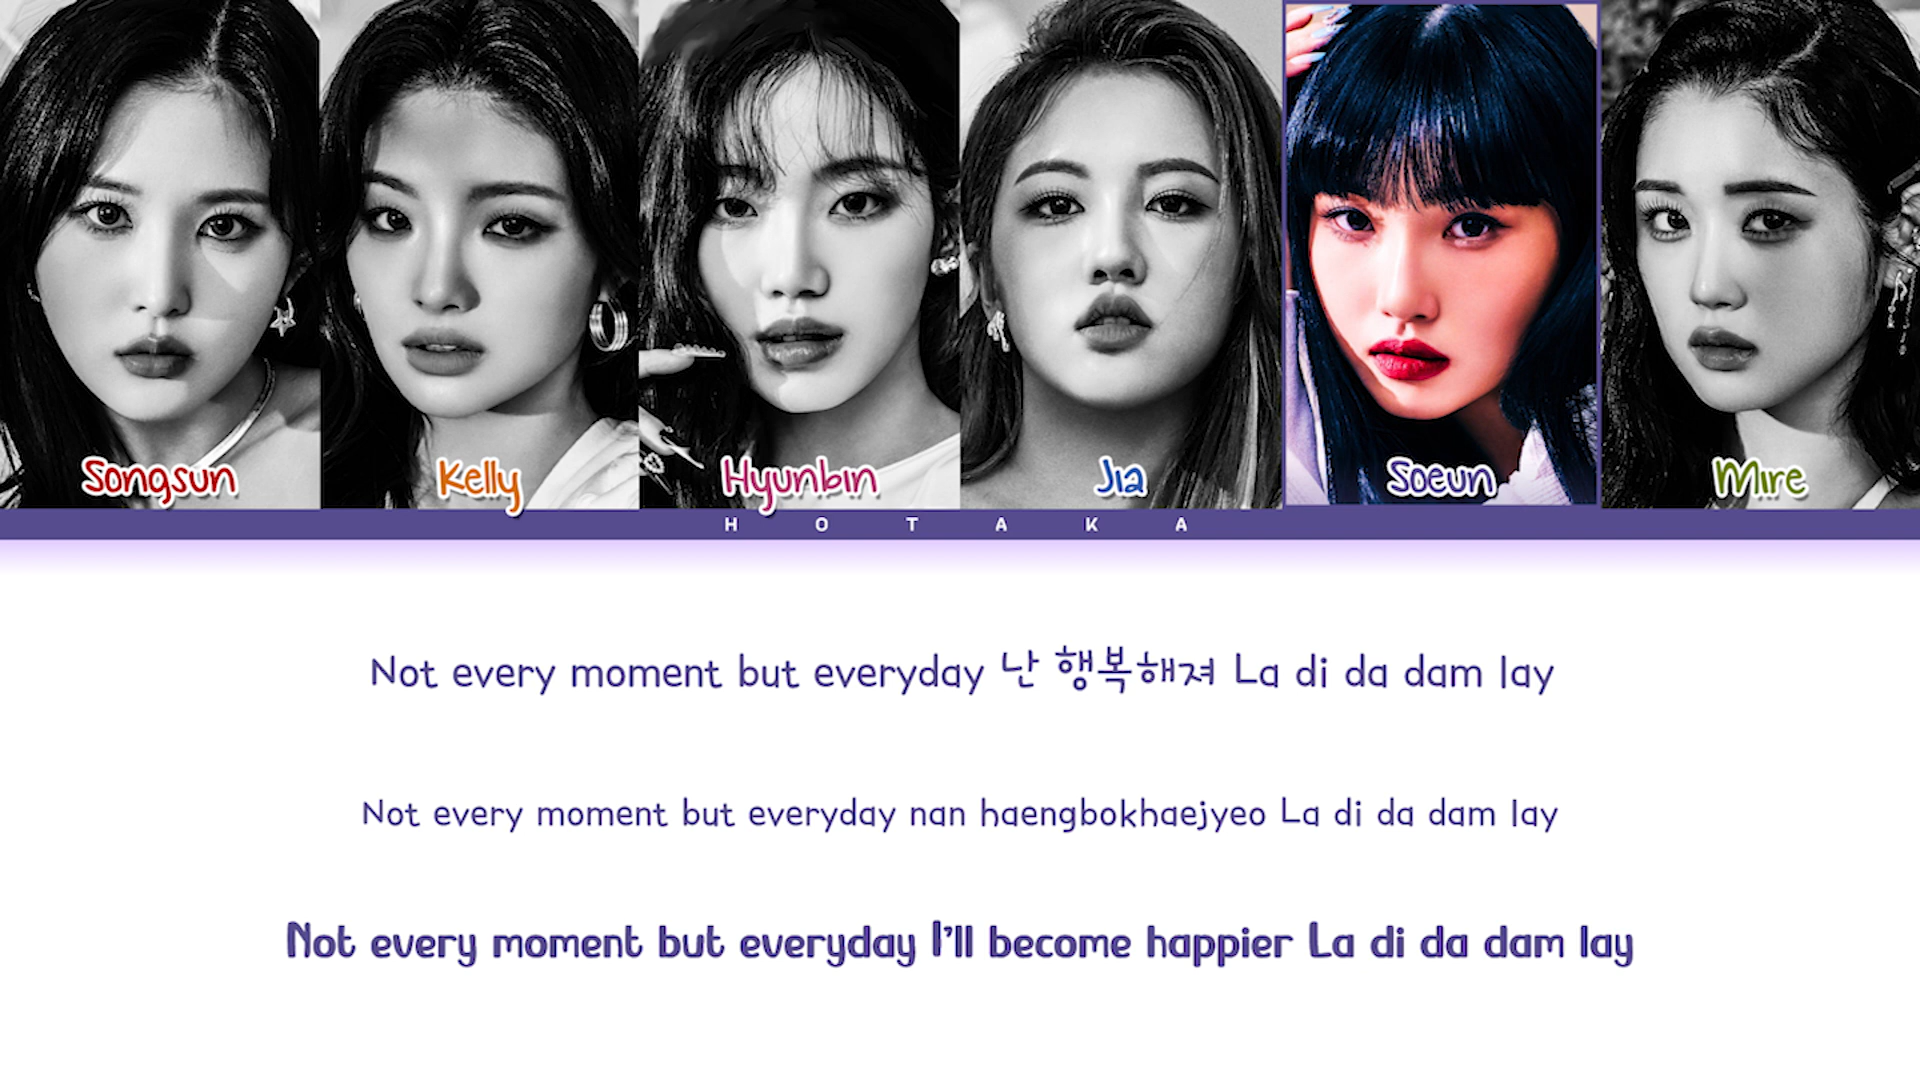 Songsun Kelly Hyunbin Jia Soeun Mire
HOTAKA
Not every moment but everyday 난 행복해져 La di da dam lay
Not every moment but everyday nan haengbokhaejyeo La di da dam lay
Not every moment but everyday I'll become happier La di da dam lay